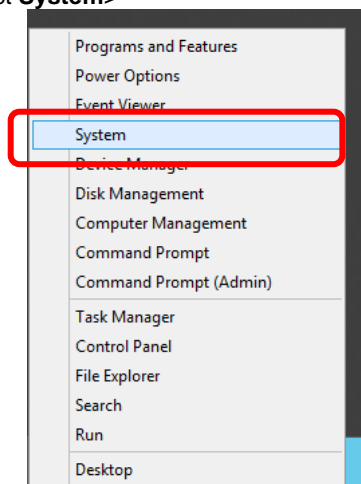 System>
Programs and Features
Power Options
Event Viewer
System
Device Manager
Disk Management
Computer Management
Command Prompt
Command Prompt (Admin)
Task Manager
Control Panel
File Explorer
Search
Run
Desktop